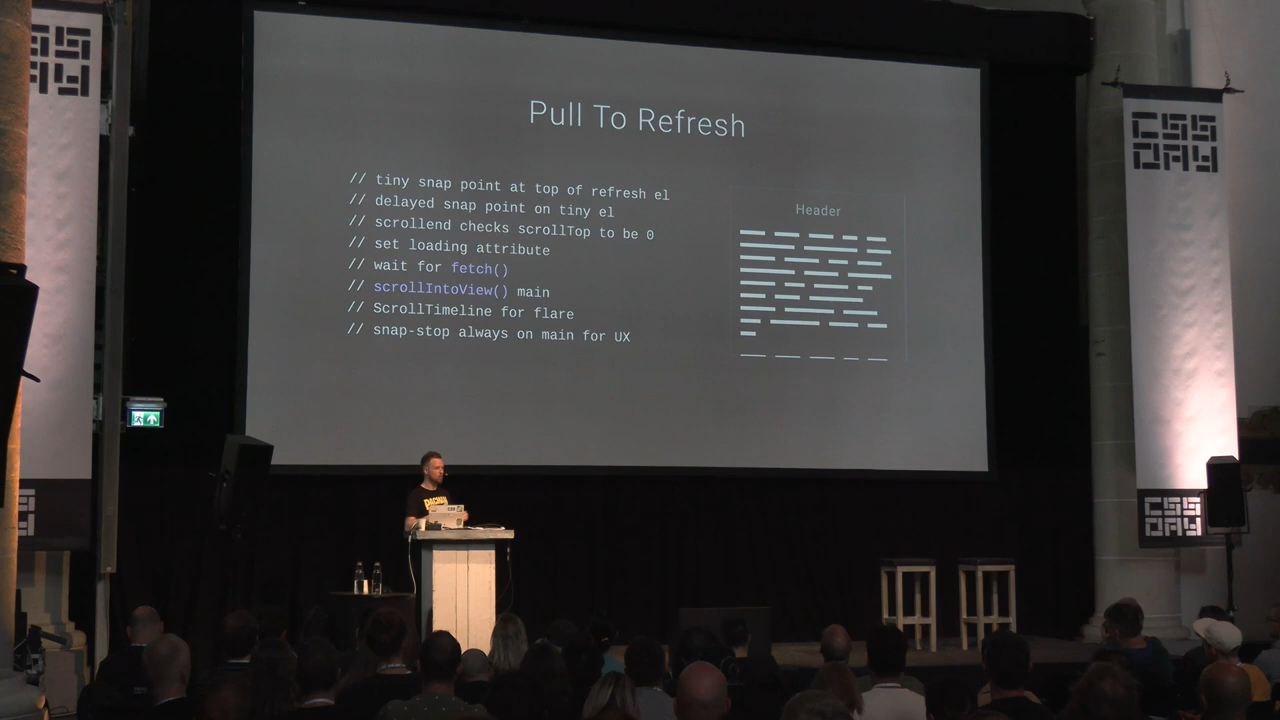 Pull To Refresh
// tiny snap point at top of refresh el
// delayed snap point on tiny el
// scrollend checks scrollTop to be 0
// set loading attribute
// wait for fetch()
// scrollIntoView() main
// ScrollTimeline for flare
// snap-stop always on main for UX
Header
CSS
DAY
CSS
DAY